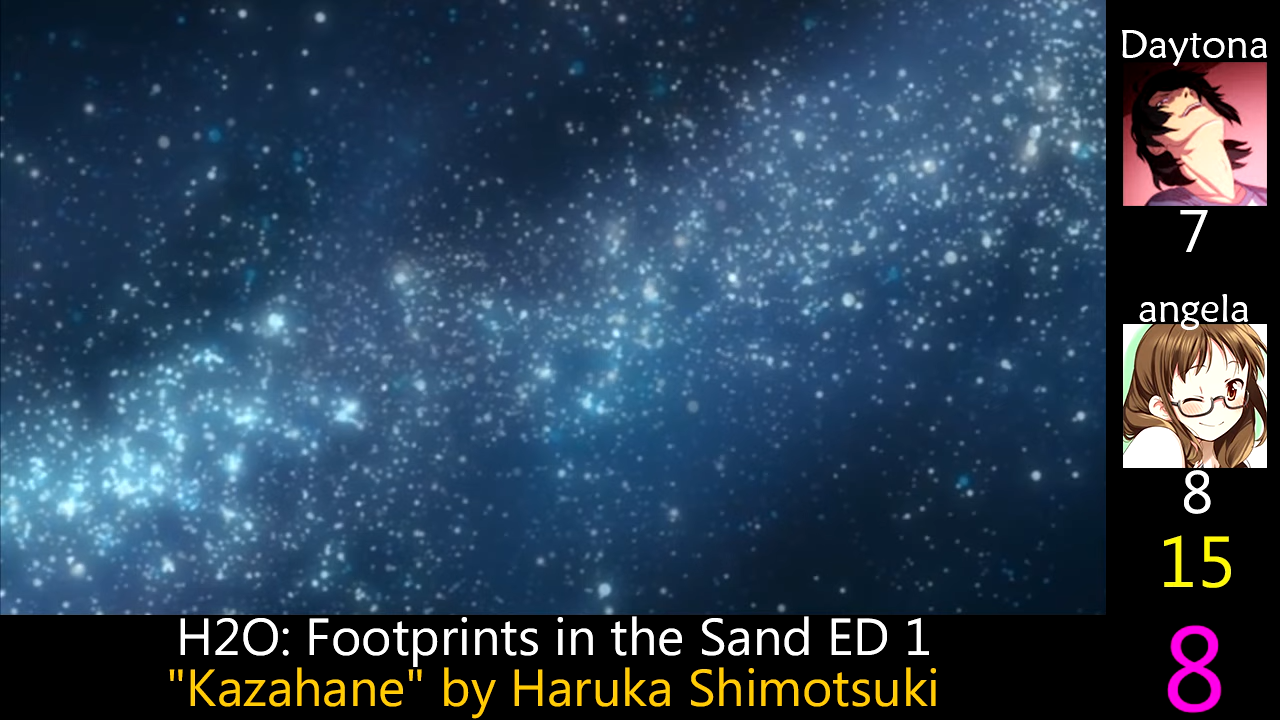 Daytona
7
angela
8
15
8
H2O: Footprints in the Sand ED 1
"Kazahane" by Haruka Shimotsuki